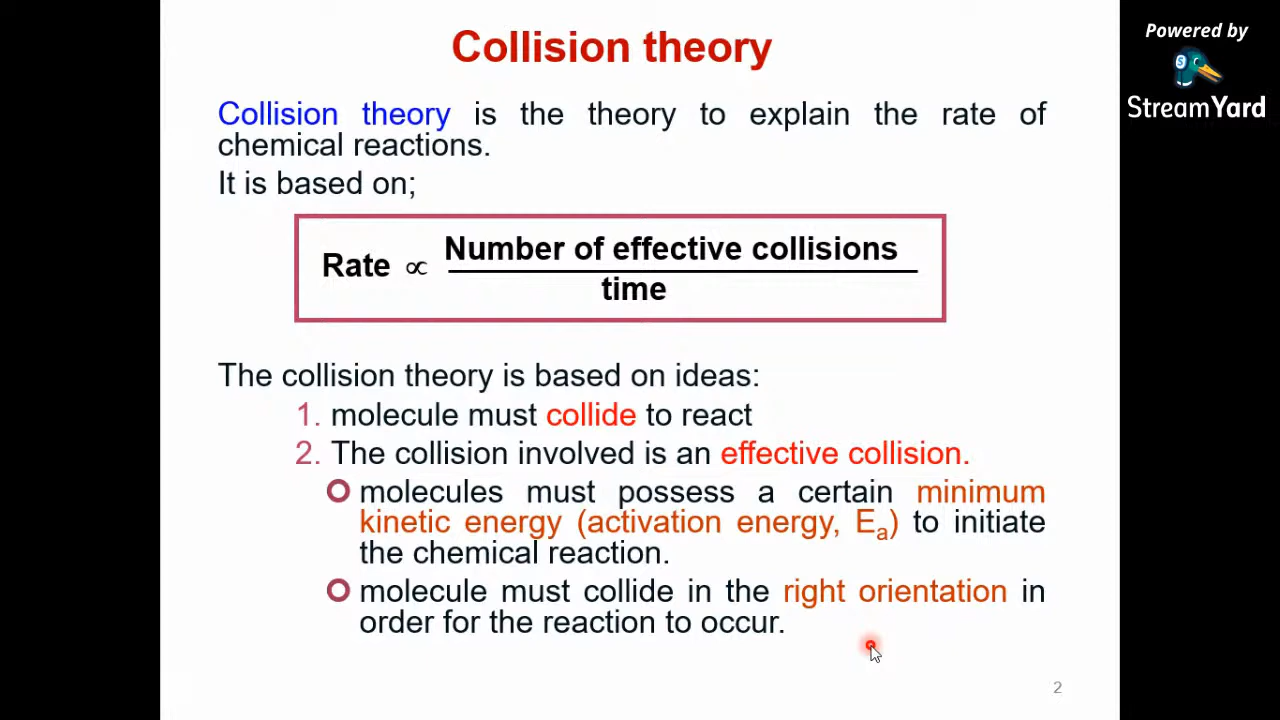 Collision theory
Powered by
StreamYard
Collision theory is the theory to explain the rate of
chemical reactions.
It is based on;
Rate ∝ Number of effective collisions
time
The collision theory is based on ideas:
1. molecule must collide to react
2. The collision involved is an effective collision.
molecules must possess a certain minimum
kinetic energy (activation energy, Ea) to initiate
the chemical reaction.
molecule must collide in the right orientation in
order for the reaction to occur.
2